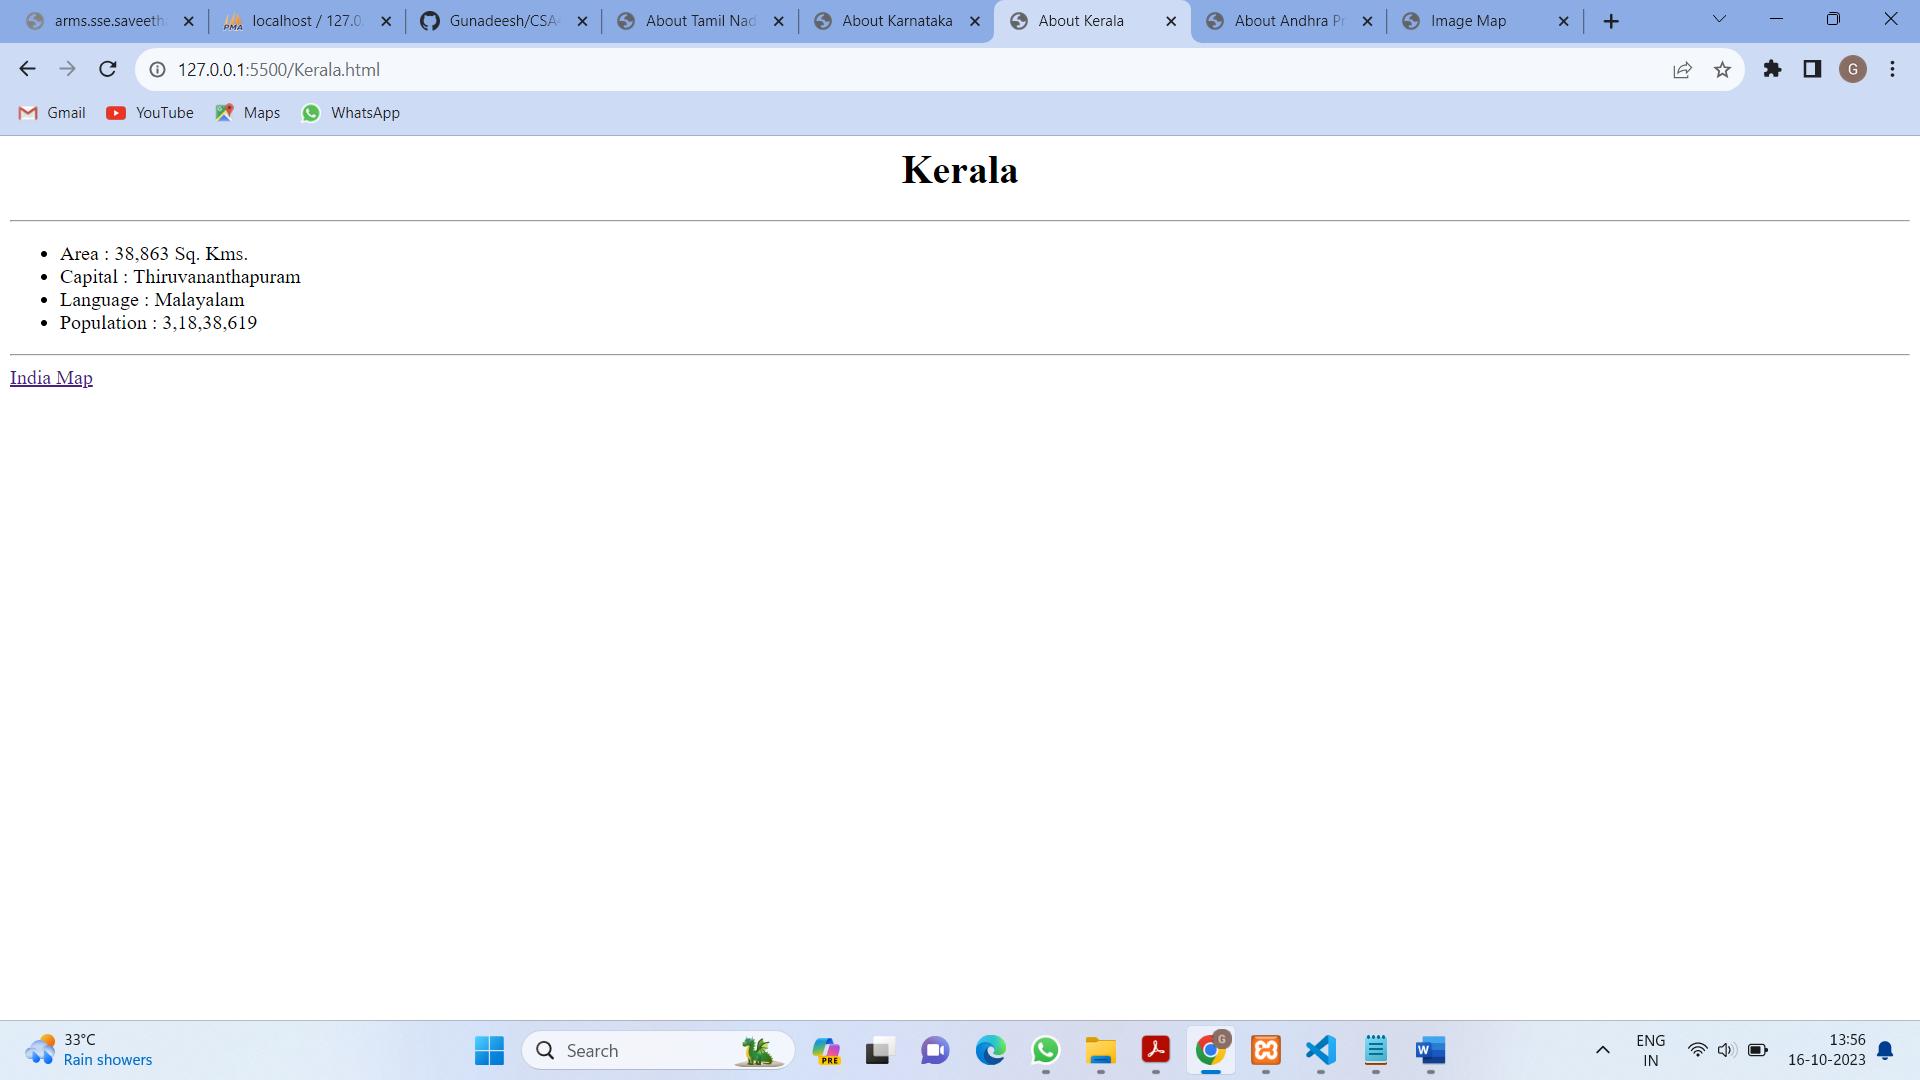 arms.sse.saveeth
localhost / 127.0.
Gunadeesh/CSA4
About Tamil Nad
About Karnataka
About Kerala
About Andhra Pr
Image Map
127.0.0.1:5500/Kerala.html
G
Gmail
YouTube
Maps
WhatsApp
Kerala
Area : 38,863 Sq. Kms.
Capital : Thiruvananthapuram
Language : Malayalam
Population : 3,18,38,619
India Map
33°C
Rain showers
Search
PRE
G
ENG
IN
13:56
16-10-2023